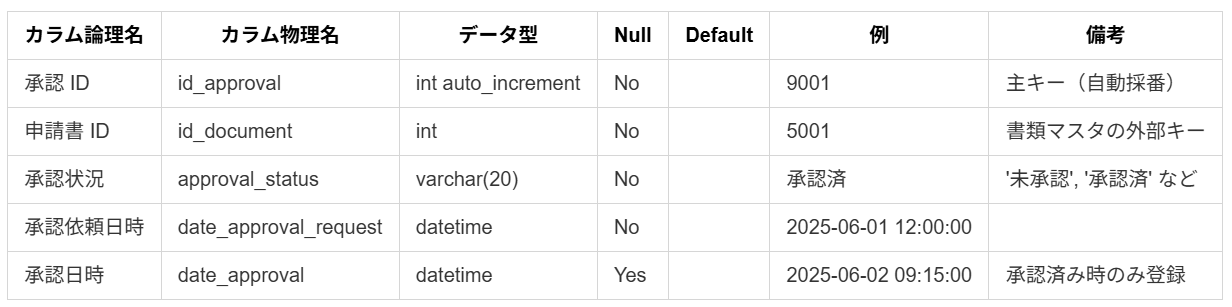 カラム論理名 カラム物理名 データ型 Null Default 例 備考
承認 ID id_approval int auto_increment No 9001 主キー（自動採番）
申請書 ID id_document int No 5001 書類マスタの外部キー
承認状況 approval_status varchar(20) No 承認済 '未承認', '承認済' など
承認依頼日時 date_approval_request datetime No 2025-06-01 12:00:00
承認日時 date_approval datetime Yes 2025-06-02 09:15:00 承認済み時のみ登録